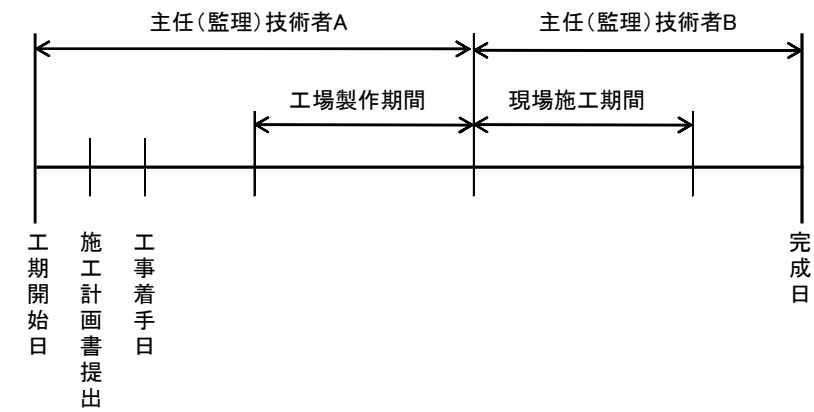 主任（監理）技術者A
主任（監理）技術者B
工場製作期間
現場施工期間
工期開始日
施工計画書提出
工事着手日
完成日